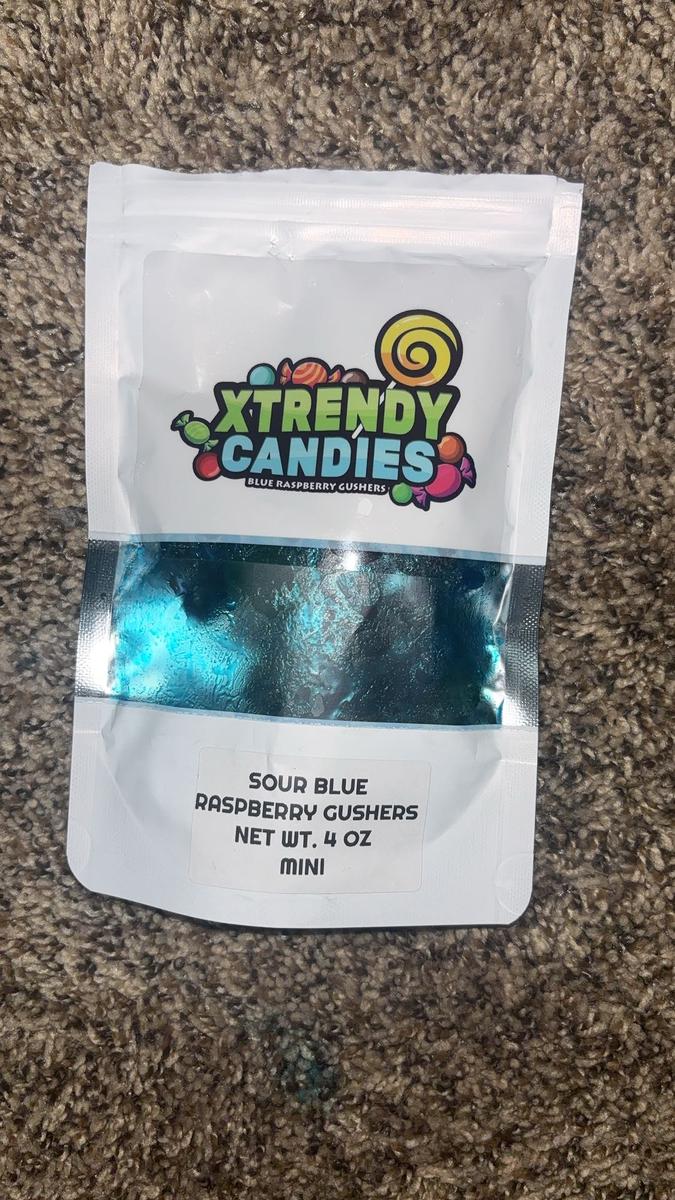 XTRENDY
CANDIES
BLUE RASPBERRY GUSHERS
SOUR BLUE
RASPBERRY GUSHERS
NET WT. 4 OZ
MINI